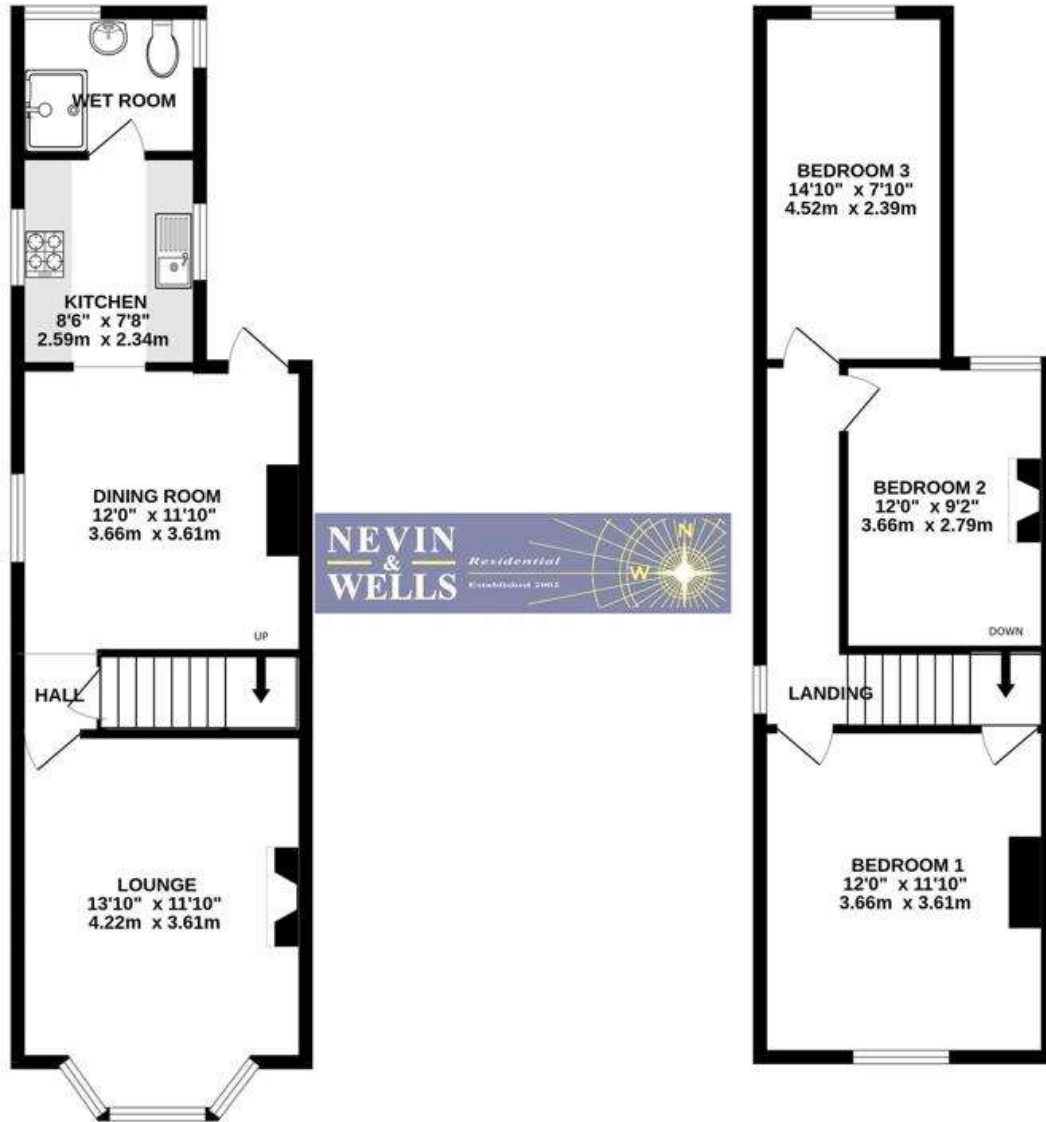 WET ROOM
KITCHEN
8'6" x 7'8"
2.59m x 2.34m
DINING ROOM
12'0" x 11'10"
3.66m x 3.61m
UP
HALL
LOUNGE
13'10" x 11'10"
4.22m x 3.61m
NEVIN
&
WELLS
Residential
Established 2002
N
W
BEDROOM 3
14'10" x 7'10"
4.52m x 2.39m
BEDROOM 2
12'0" x 9'2"
3.66m x 2.79m
DOWN
LANDING
BEDROOM 1
12'0" x 11'10"
3.66m x 3.61m